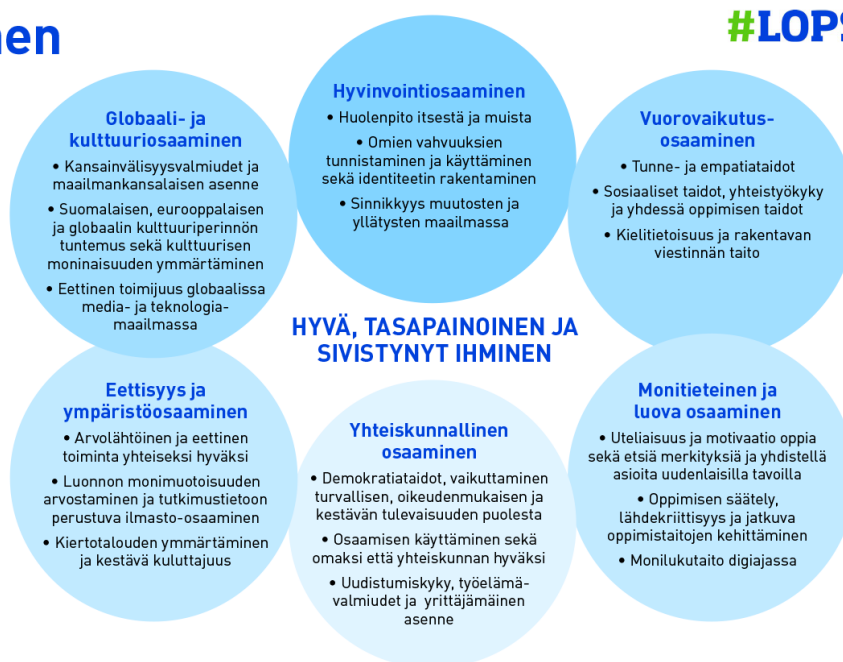 nen
#LOPS
Globaali- ja
kulttuuriosaaminen
• Kansainvälisyysvalmiudet ja
maailmankansalaisen asenne
• Suomalaisen, eurooppalaisen
ja globaalin kulttuuriperinnön
tuntemus sekä kulttuurisen
moninaisuuden ymmärtäminen
• Eettinen toimijuus globaalissa
media- ja teknologia-
maailmassa
Hyvinvointiosaaminen
• Huolenpito itsestä ja muista
• Omien vahvuuksien
tunnistaminen ja käyttäminen
sekä identiteetin rakentaminen
• Sinnikkyys muutosten ja
yllätysten maailmassa
Vuorovaikutus-
osaaminen
• Tunne- ja empatiataidot
• Sosiaaliset taidot, yhteistyökyky
ja yhdessä oppimisen taidot
• Kielitietoisuus ja rakentavan
viestinnän taito
HYVÄ, TASAPAINOINEN JA
SIVISTYNYT IHMINEN
Eettisyys ja
ympäristöosaaminen
• Arvolähtöinen ja eettinen
toiminta yhteiseksi hyväksi
• Luonnon monimuotoisuuden
arvostaminen ja tutkimustietoon
perustuva ilmasto-osaaminen
• Kiertotalouden ymmärtäminen
ja kestävä kuluttajuus
Yhteiskunnallinen
osaaminen
• Demokratiataidot, vaikuttaminen
turvallisen, oikeudenmukaisen ja
kestävän tulevaisuuden puolesta
• Osaamisen käyttäminen sekä
omaksi että yhteiskunnan hyväksi
• Uudistumiskyky, työelämä-
valmiudet ja yrittäjämäinen
asenne
Monitieteinen ja
luova osaaminen
• Uteliaisuus ja motivaatio oppia
sekä etsiä merkityksiä ja yhdistellä
asioita uudenlaisilla tavoilla
• Oppimisen säätely,
lähdekriittisyys ja jatkuva
oppimistaitojen kehittäminen
• Monilukutaito digiajassa